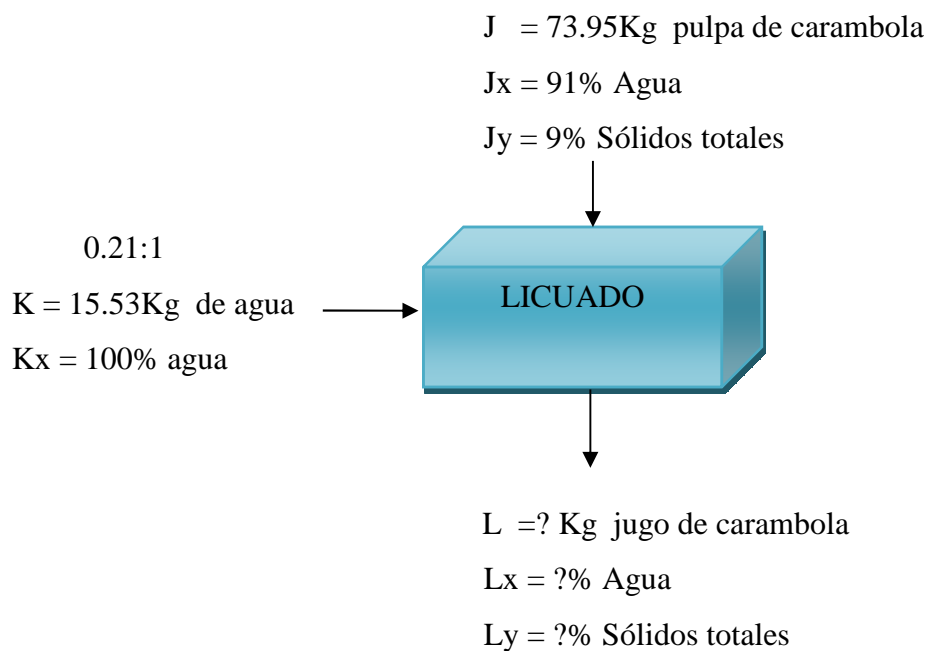 J = 73.95Kg pulpa de carambola
Jx = 91% Agua
Jy = 9% Sólidos totales
0.21:1
K = 15.53Kg de agua
Kx = 100% agua
LICUADO
L =? Kg jugo de carambola
Lx = ?% Agua
Ly = ?% Sólidos totales